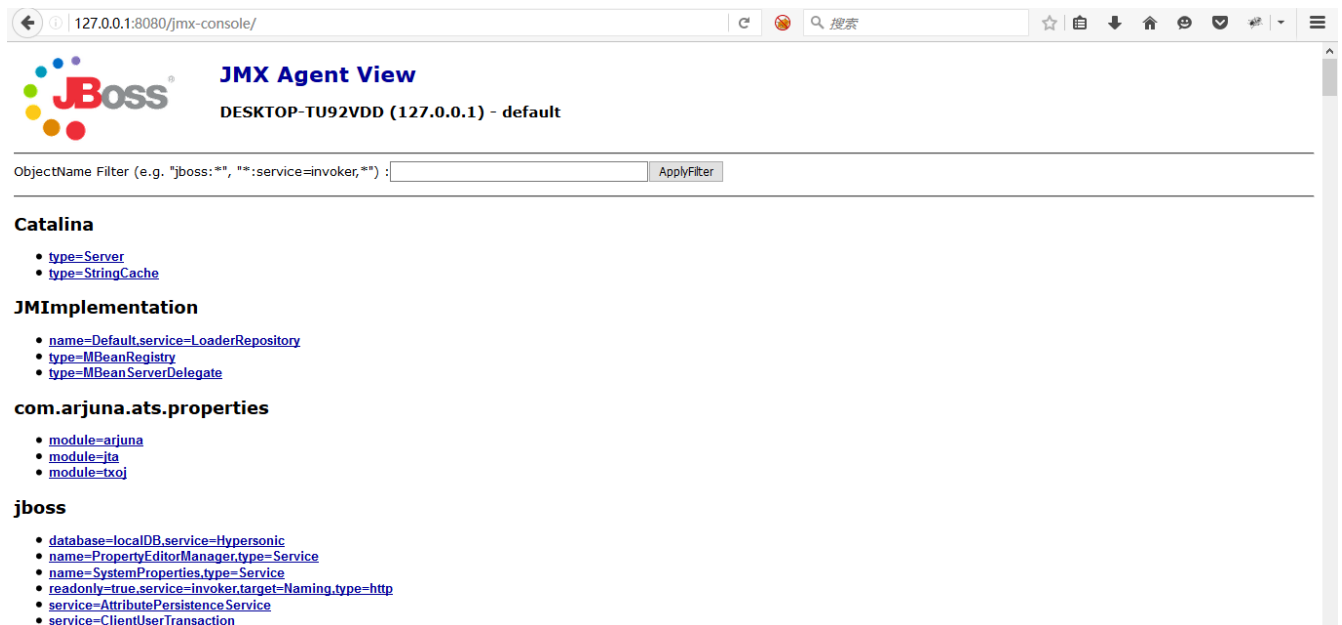 127.0.0.1:8080/jmx-console/
搜索
JBoss®
JMX Agent View
DESKTOP-TU92VDD (127.0.0.1) - default
ObjectName Filter (e.g. "jboss:*", "*:service=invoker,*") : ApplyFilter
Catalina
type=Server
type=StringCache
JMImplementation
name=Default,service=LoaderRepository
type=MBeanRegistry
type=MBeanServerDelegate
com.arjuna.ats.properties
module=arjuna
module=jta
module=txoj
jboss
database=localDB,service=Hypersonic
name=PropertyEditorManager,type=Service
name=SystemProperties,type=Service
readonly=true,service=invoker,target=Naming,type=http
service=AttributePersistenceService
service=ClientUserTransaction